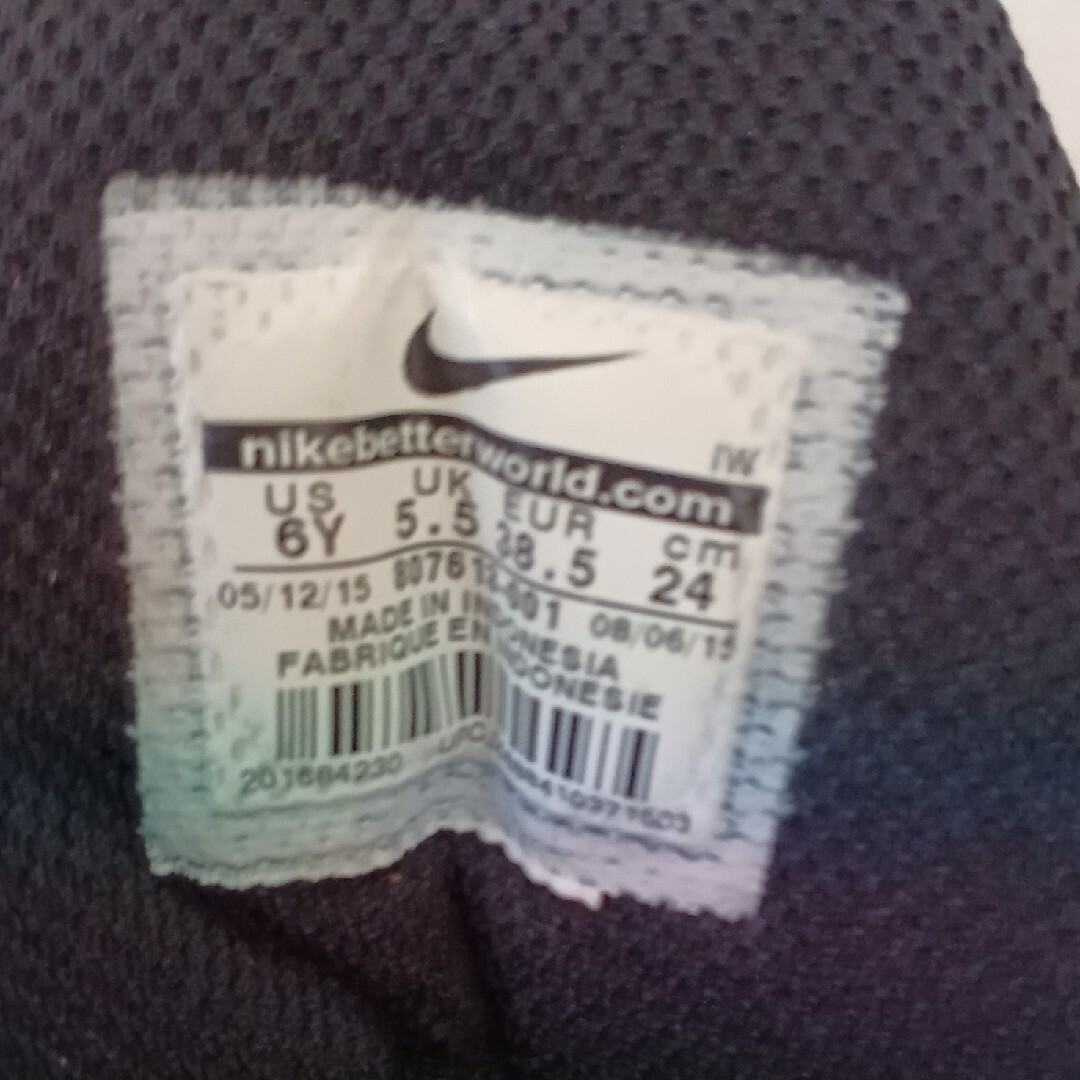 nikebetterworld.com
IW
US UK EUR cm
6Y 5.5 38.5 24
05/12/15 08/06/15
MADE IN INDONESIA
FABRIQUE EN INDONESIE
UPC